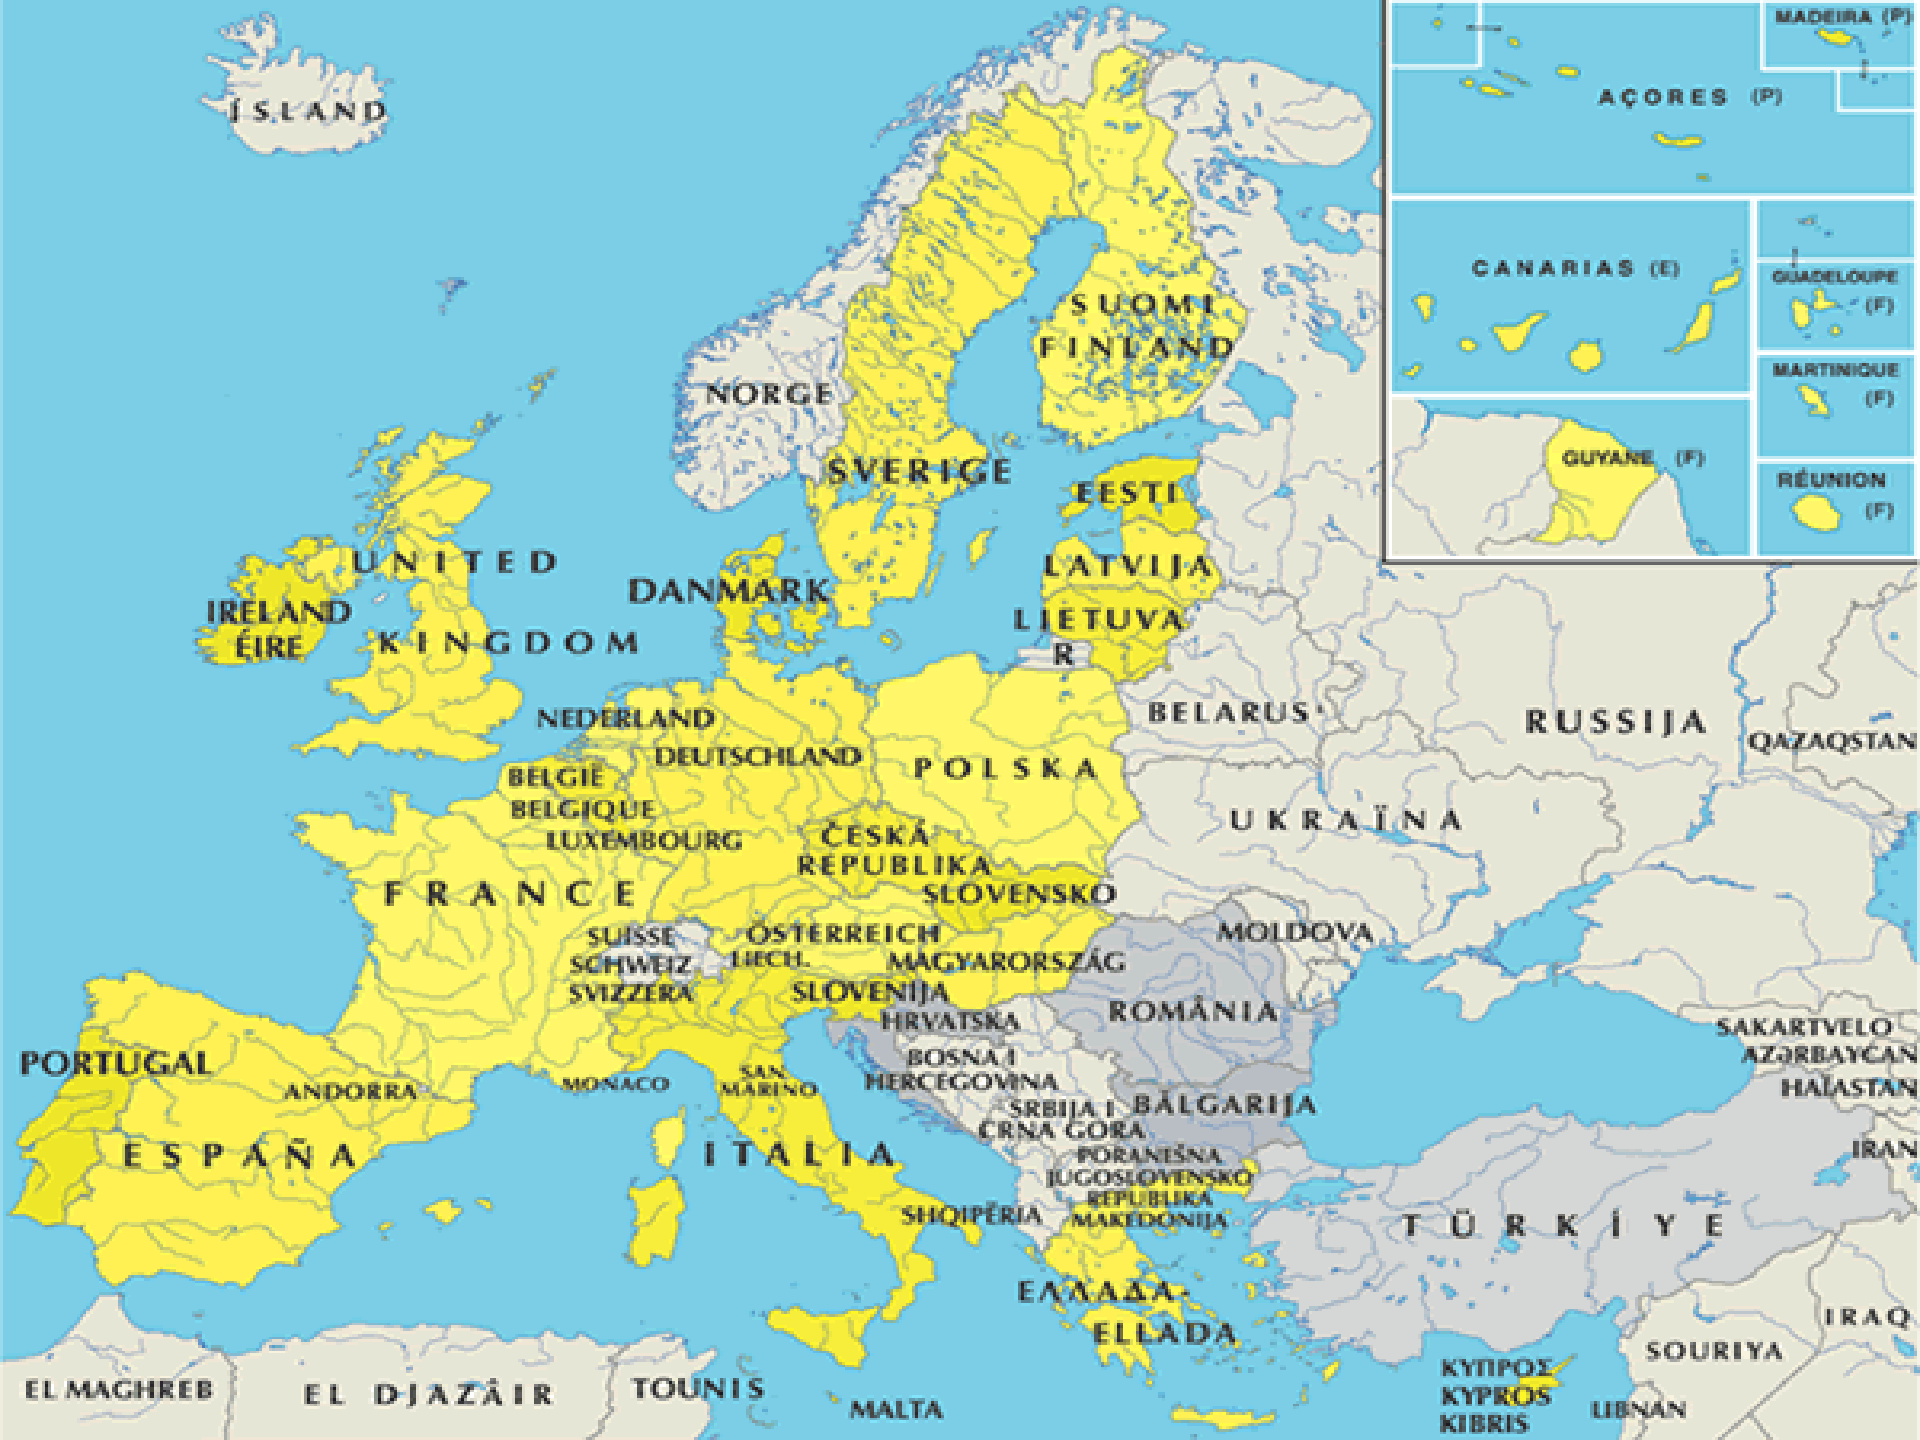 ÍSLAND
MADEIRA (P)
AÇORES (P)
CANARIAS (E)
GUADELOUPE
(F)
MARTINIQUE
(F)
GUYANE (F)
RÉUNION
(F)
SUOMI
FINLAND
NORGE
SVERIGE
EESTI
LATVIJA
LIETUVA
R
UNITED
KINGDOM
IRELAND
ÉIRE
DANMARK
NEDERLAND
DEUTSCHLAND
BELGIË
BELGIQUE
LUXEMBOURG
POLSKA
BELARUS
RUSSIJA
QAZAQSTAN
UKRAÏNA
ČESKÁ
REPUBLIKA
SLOVENSKO
FRANCE
SUISSE
SCHWEIZ
SVIZZERA
ÖSTERREICH
LIECH.
MAGYARORSZÁG
SLOVENIJA
MOLDOVA
ROMÂNIA
HRVATSKA
BOSNA I
HERCEGOVINA
SRBIJA I
CRNA GORA
BĂLGARIJA
SAKARTVELO
AZƏRBAYCAN
HAÏASTAN
IRAN
PORTUGAL
ANDORRA
MONACO
SAN
MARINO
ESPAÑA
ITALIA
PORANIŠNA
JUGOSLOVENSKO
REPUBLIKA
MAKEDONIJA
SHQIPËRIA
TÜRKİYE
ΕΛΛΑΔΑ-
ELLADA
IRAQ
SOURIYA
ΚΥΠΡΟΣ
KYPROS
KIBRIS
LIBNAN
EL MAGHREB
EL DJAZÂIR
TOUNIS
MALTA